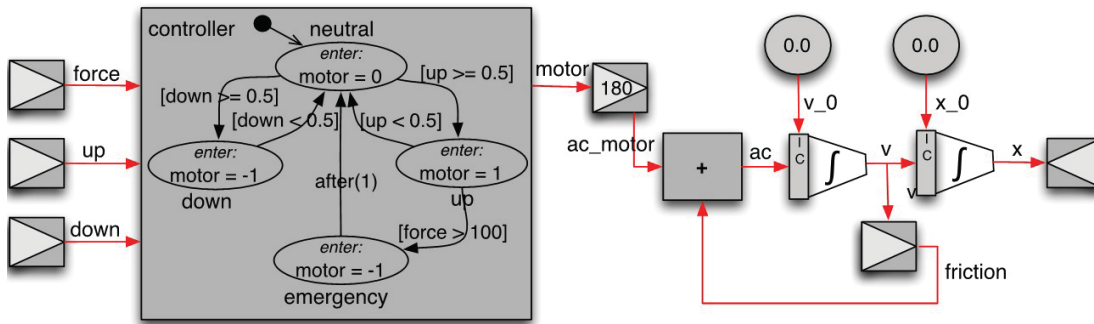 controller
neutral
enter:
motor = 0
force
[down >= 0.5]
[up >= 0.5]
motor
180
[down < 0.5]
[up < 0.5]
up
enter:
motor = -1
down
after(1)
enter:
motor = 1
up
down
[force > 100]
enter:
motor = -1
emergency
ac_motor
+
ac
0.0
v_0
I
C
∫
v
v
0.0
x_0
I
C
∫
x
friction